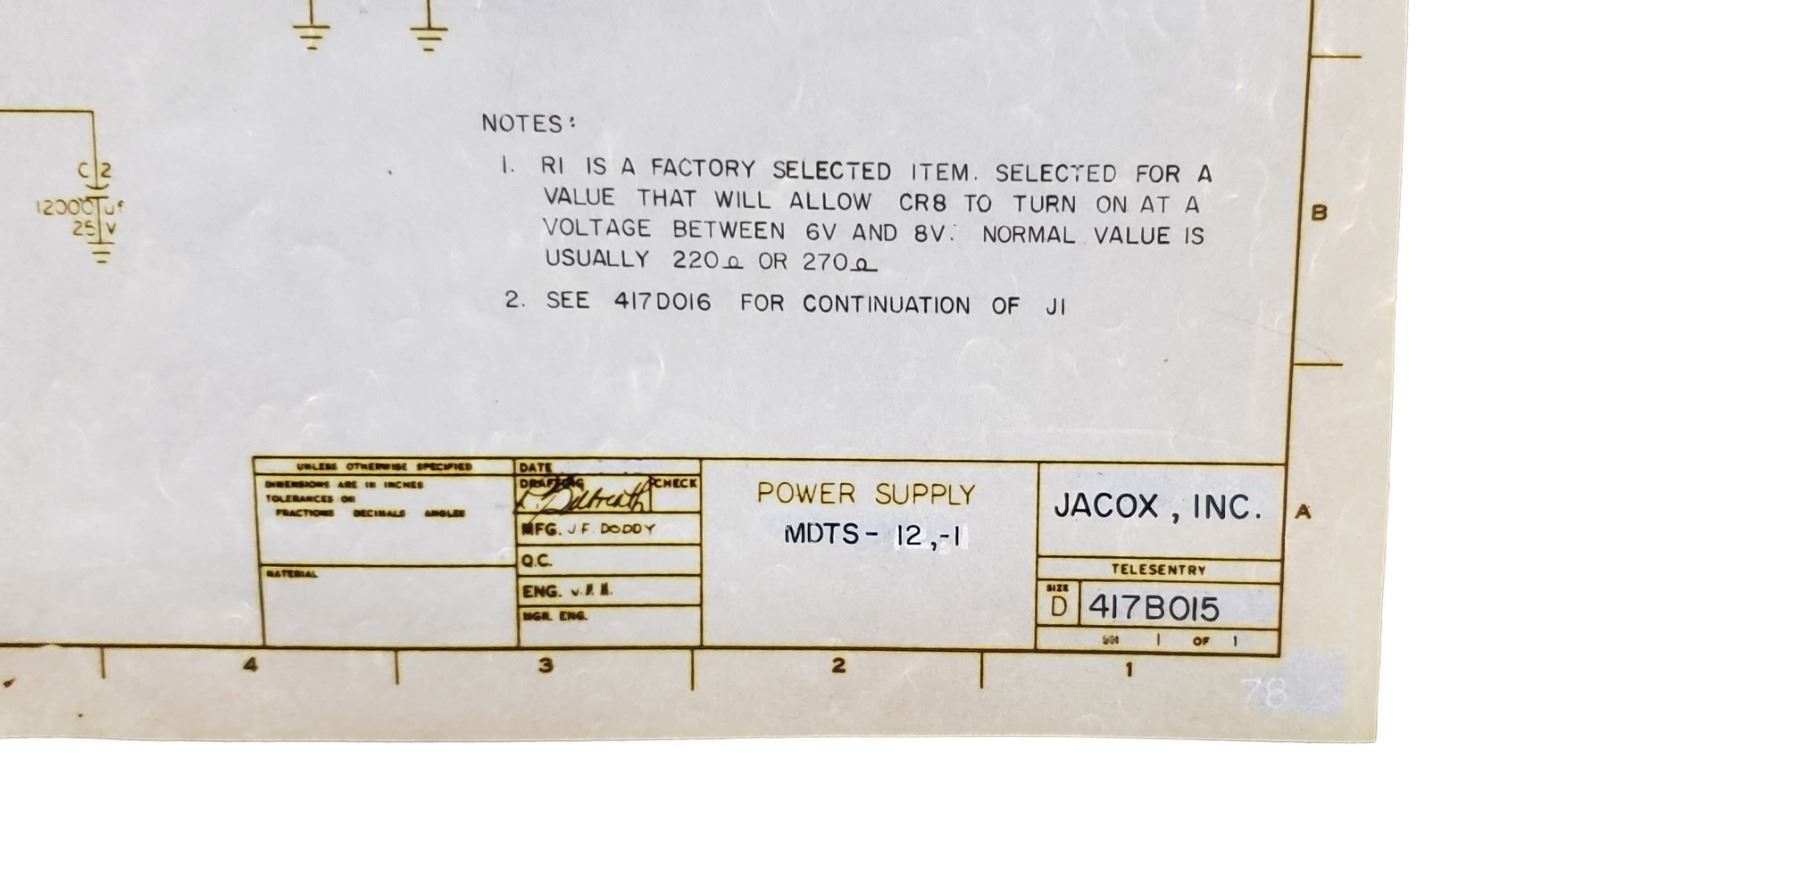 C 2
12000 uf
25 V
NOTES:
1. R1 IS A FACTORY SELECTED ITEM. SELECTED FOR A
VALUE THAT WILL ALLOW CR8 TO TURN ON AT A
VOLTAGE BETWEEN 6V AND 8V. NORMAL VALUE IS
USUALLY 220Ω OR 270Ω
2. SEE 417D016 FOR CONTINUATION OF J1
B
A
UNLESS OTHERWISE SPECIFIED
DIMENSIONS ARE IN INCHES
TOLERANCES ON
FRACTIONS DECIMALS ANGLES
MATERIAL
DATE
DRAFTING
CHECK
MFG. J.F. DODDY
Q.C.
ENG.
MGR. ENG.
POWER SUPPLY
MDTS-12,-1
JACOX, INC.
TELESENTRY
SIZE
D 417B015
1 OF 1
4 3 2 1
78